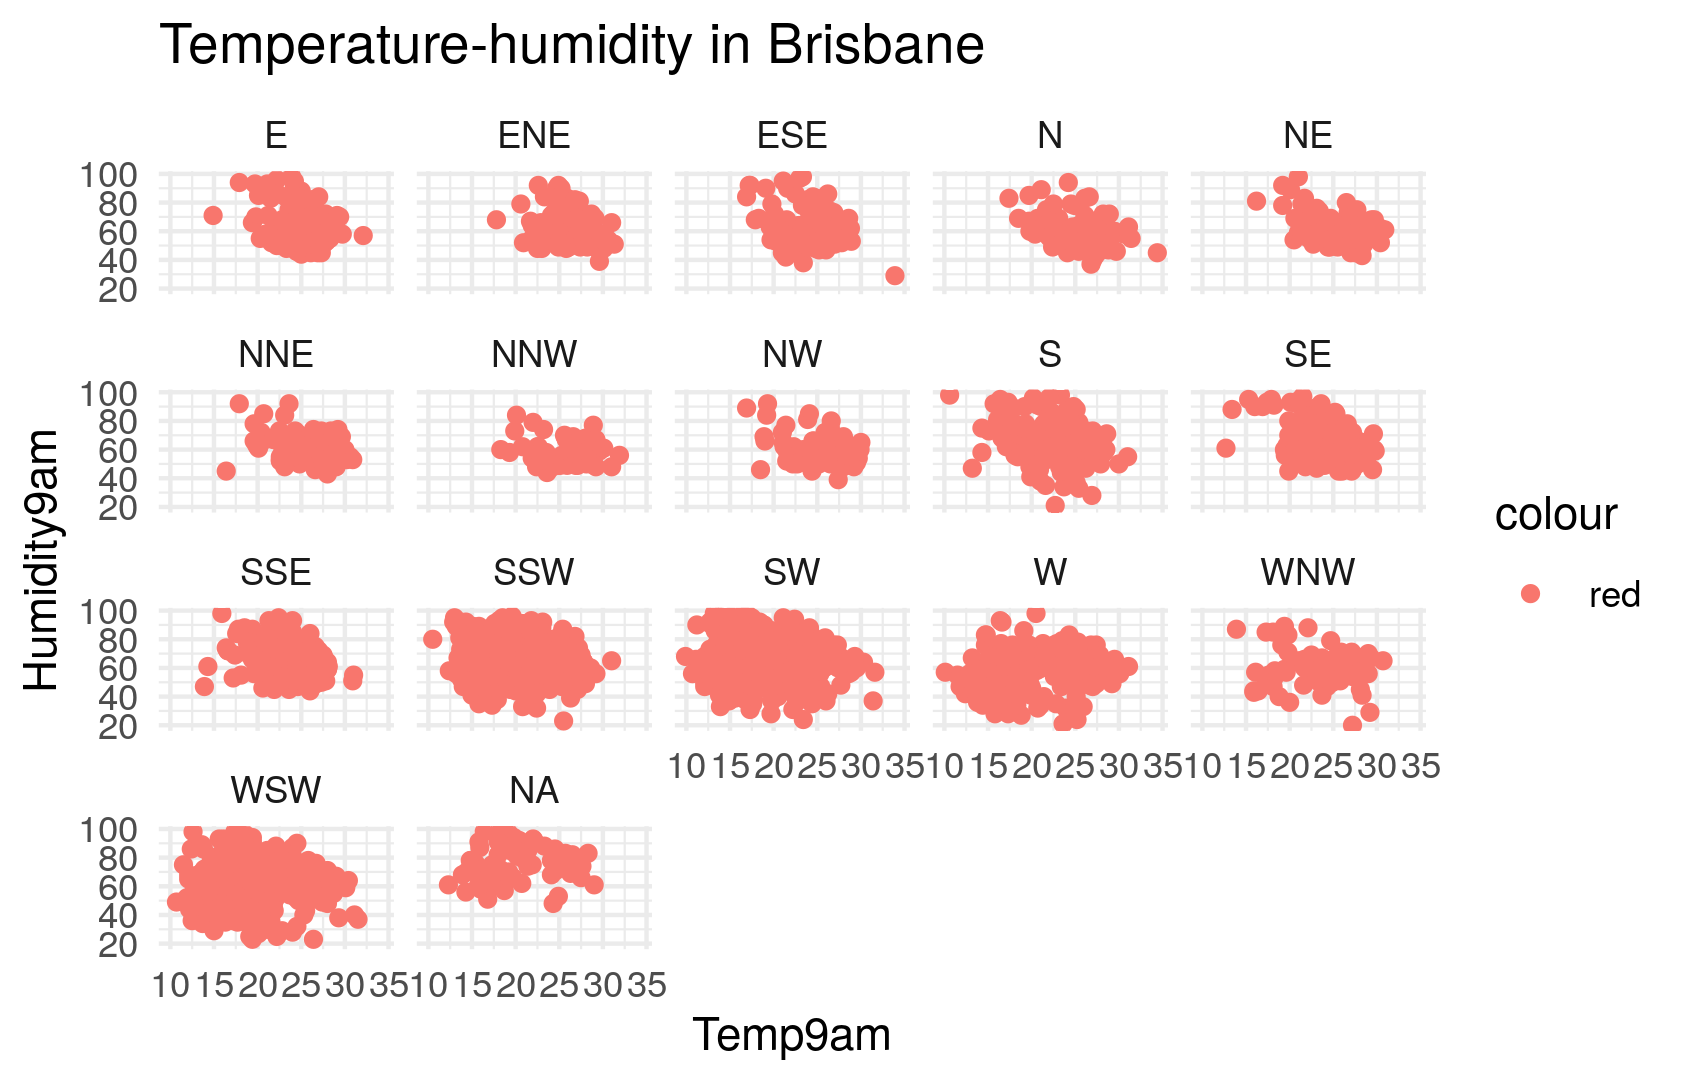 Temperature-humidity in Brisbane
E ENE ESE N NE
100
80
60
40
20
NNE NNW NW S SE
100
80
60
40
20
SSE SSW SW W WNW
100
80
60
40
20
10 15 20 25 30 35 10 15 20 25 30 35 10 15 20 25 30 35
WSW NA
100
80
60
40
20
10 15 20 25 30 35 10 15 20 25 30 35
Temp9am
Humidity9am
colour
red